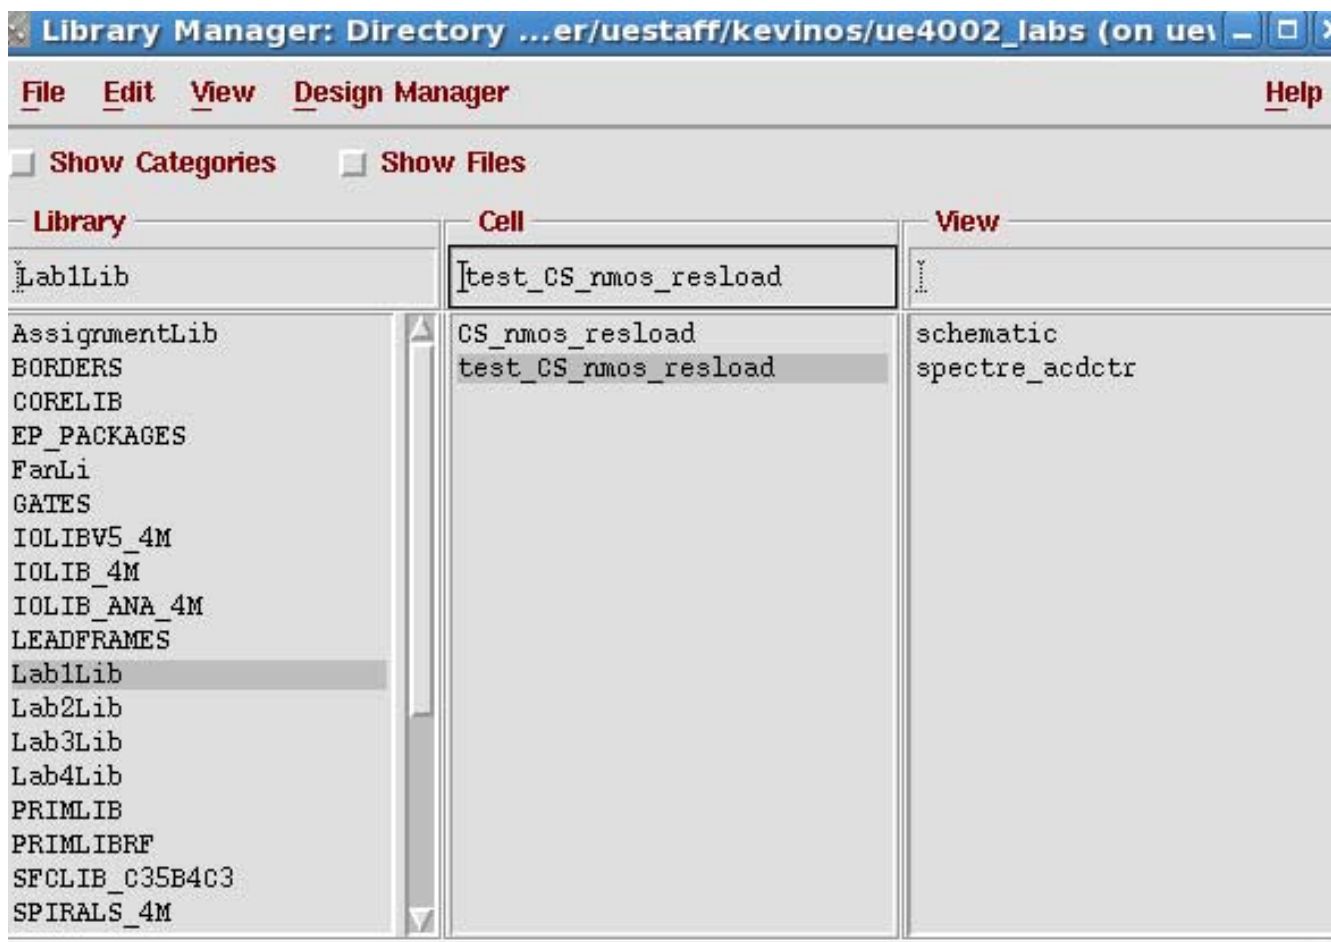 Library Manager: Directory ...er/uestaff/kevinos/ue4002_labs (on
File Edit View Design Manager Help
Show Categories Show Files
Library Cell View
Lab1Lib test_CS_nmos_resload
AssignmentLib CS_nmos_resload schematic
BORDERS test_CS_nmos_resload spectre_acdctr
CORELIB
EP_PACKAGES
FanLi
GATES
IOLIBV5_4M
IOLIB_4M
IOLIB_ANA_4M
LEADFRAMES
Lab1Lib
Lab2Lib
Lab3Lib
Lab4Lib
PRIMLIB
PRIMLIBRF
SFCLIB_C35B4C3
SPIRALS_4M